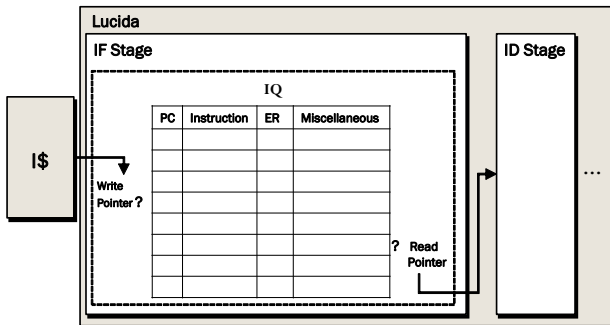 Lucida
IF Stage
ID Stage
IQ
PC Instruction ER Miscellaneous
I$
Write
Pointer ?
? Read
Pointer
...